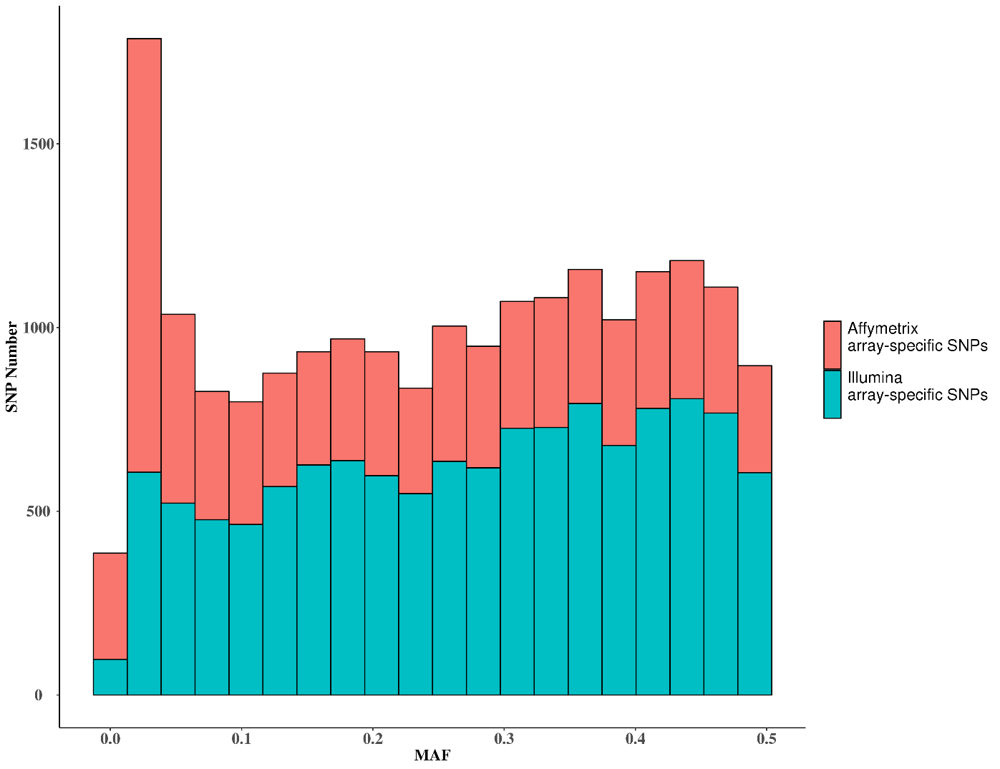 1500
1000
500
0
SNP Number
0.0
0.1
0.2
0.3
0.4
0.5
MAF
Affymetrix
array-specific SNPs
Illumina
array-specific SNPs